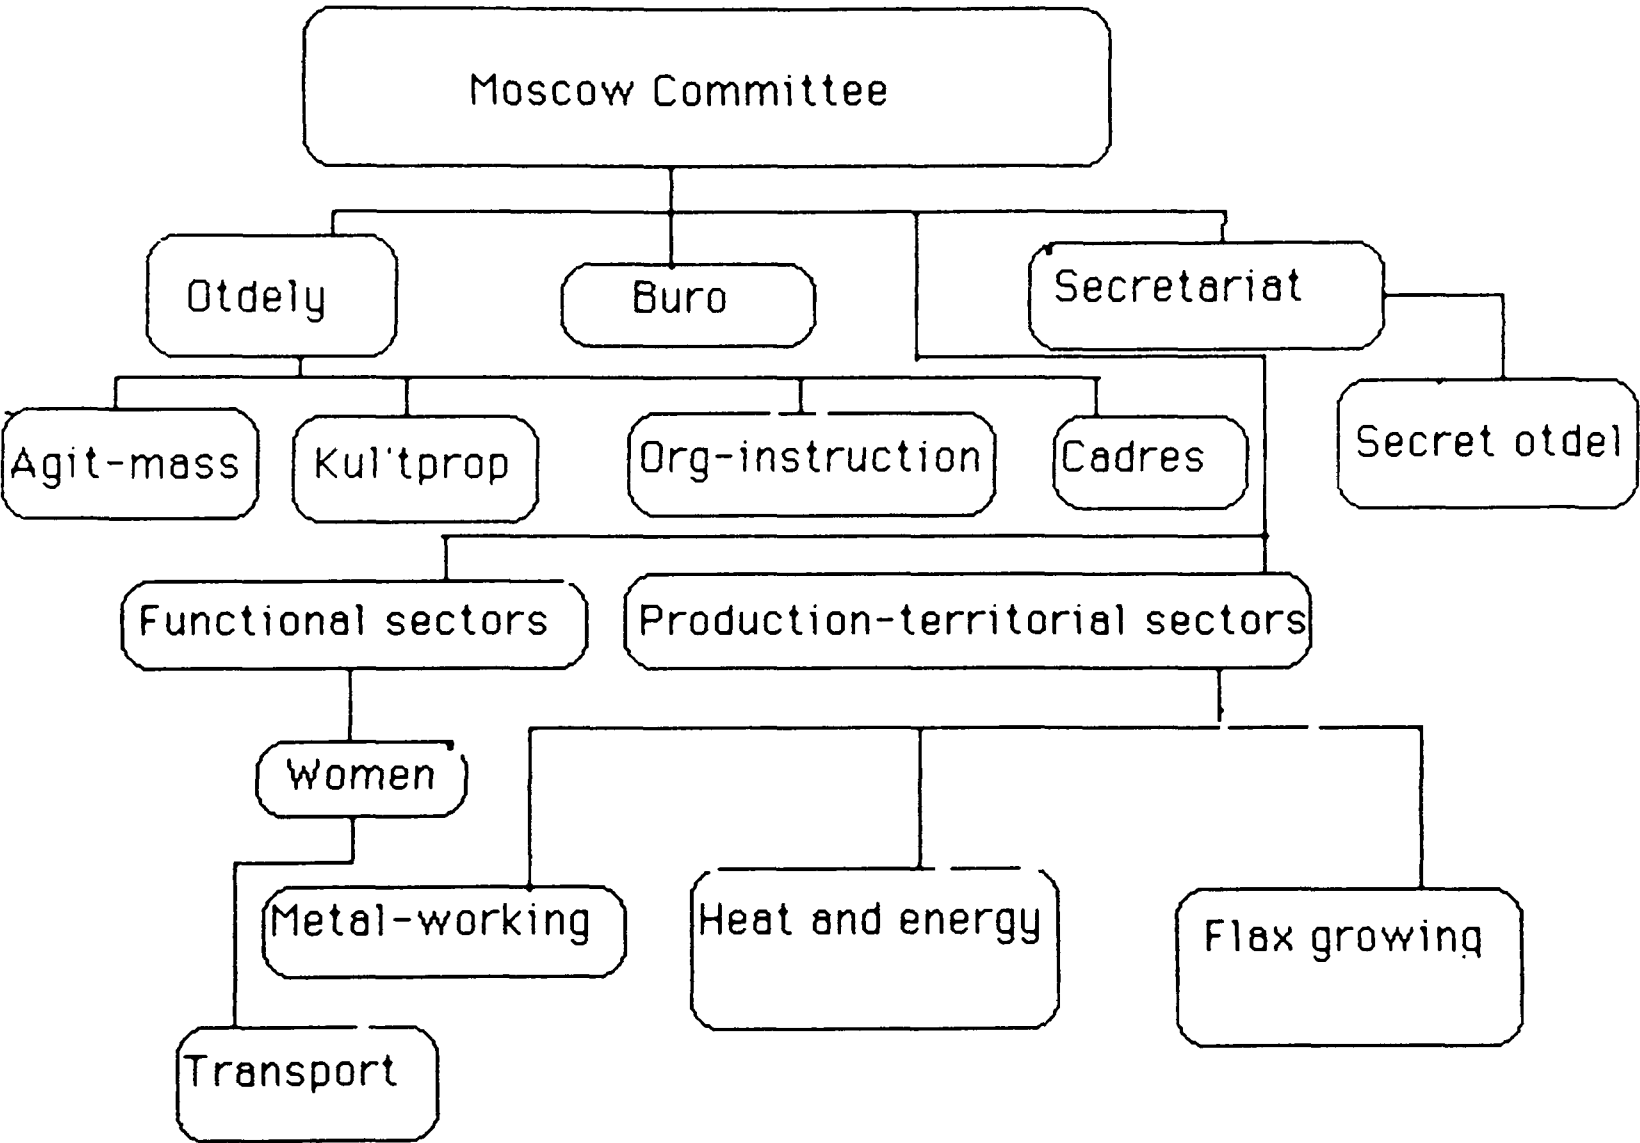 Moscow Committee
Otdely
Buro
Secretariat
Agit-mass
Kul'tprop
Org-instruction
Cadres
Secret otdel
Functional sectors
Production-territorial sectors
Women
Metal-working
Heat and energy
Flax growing
Transport